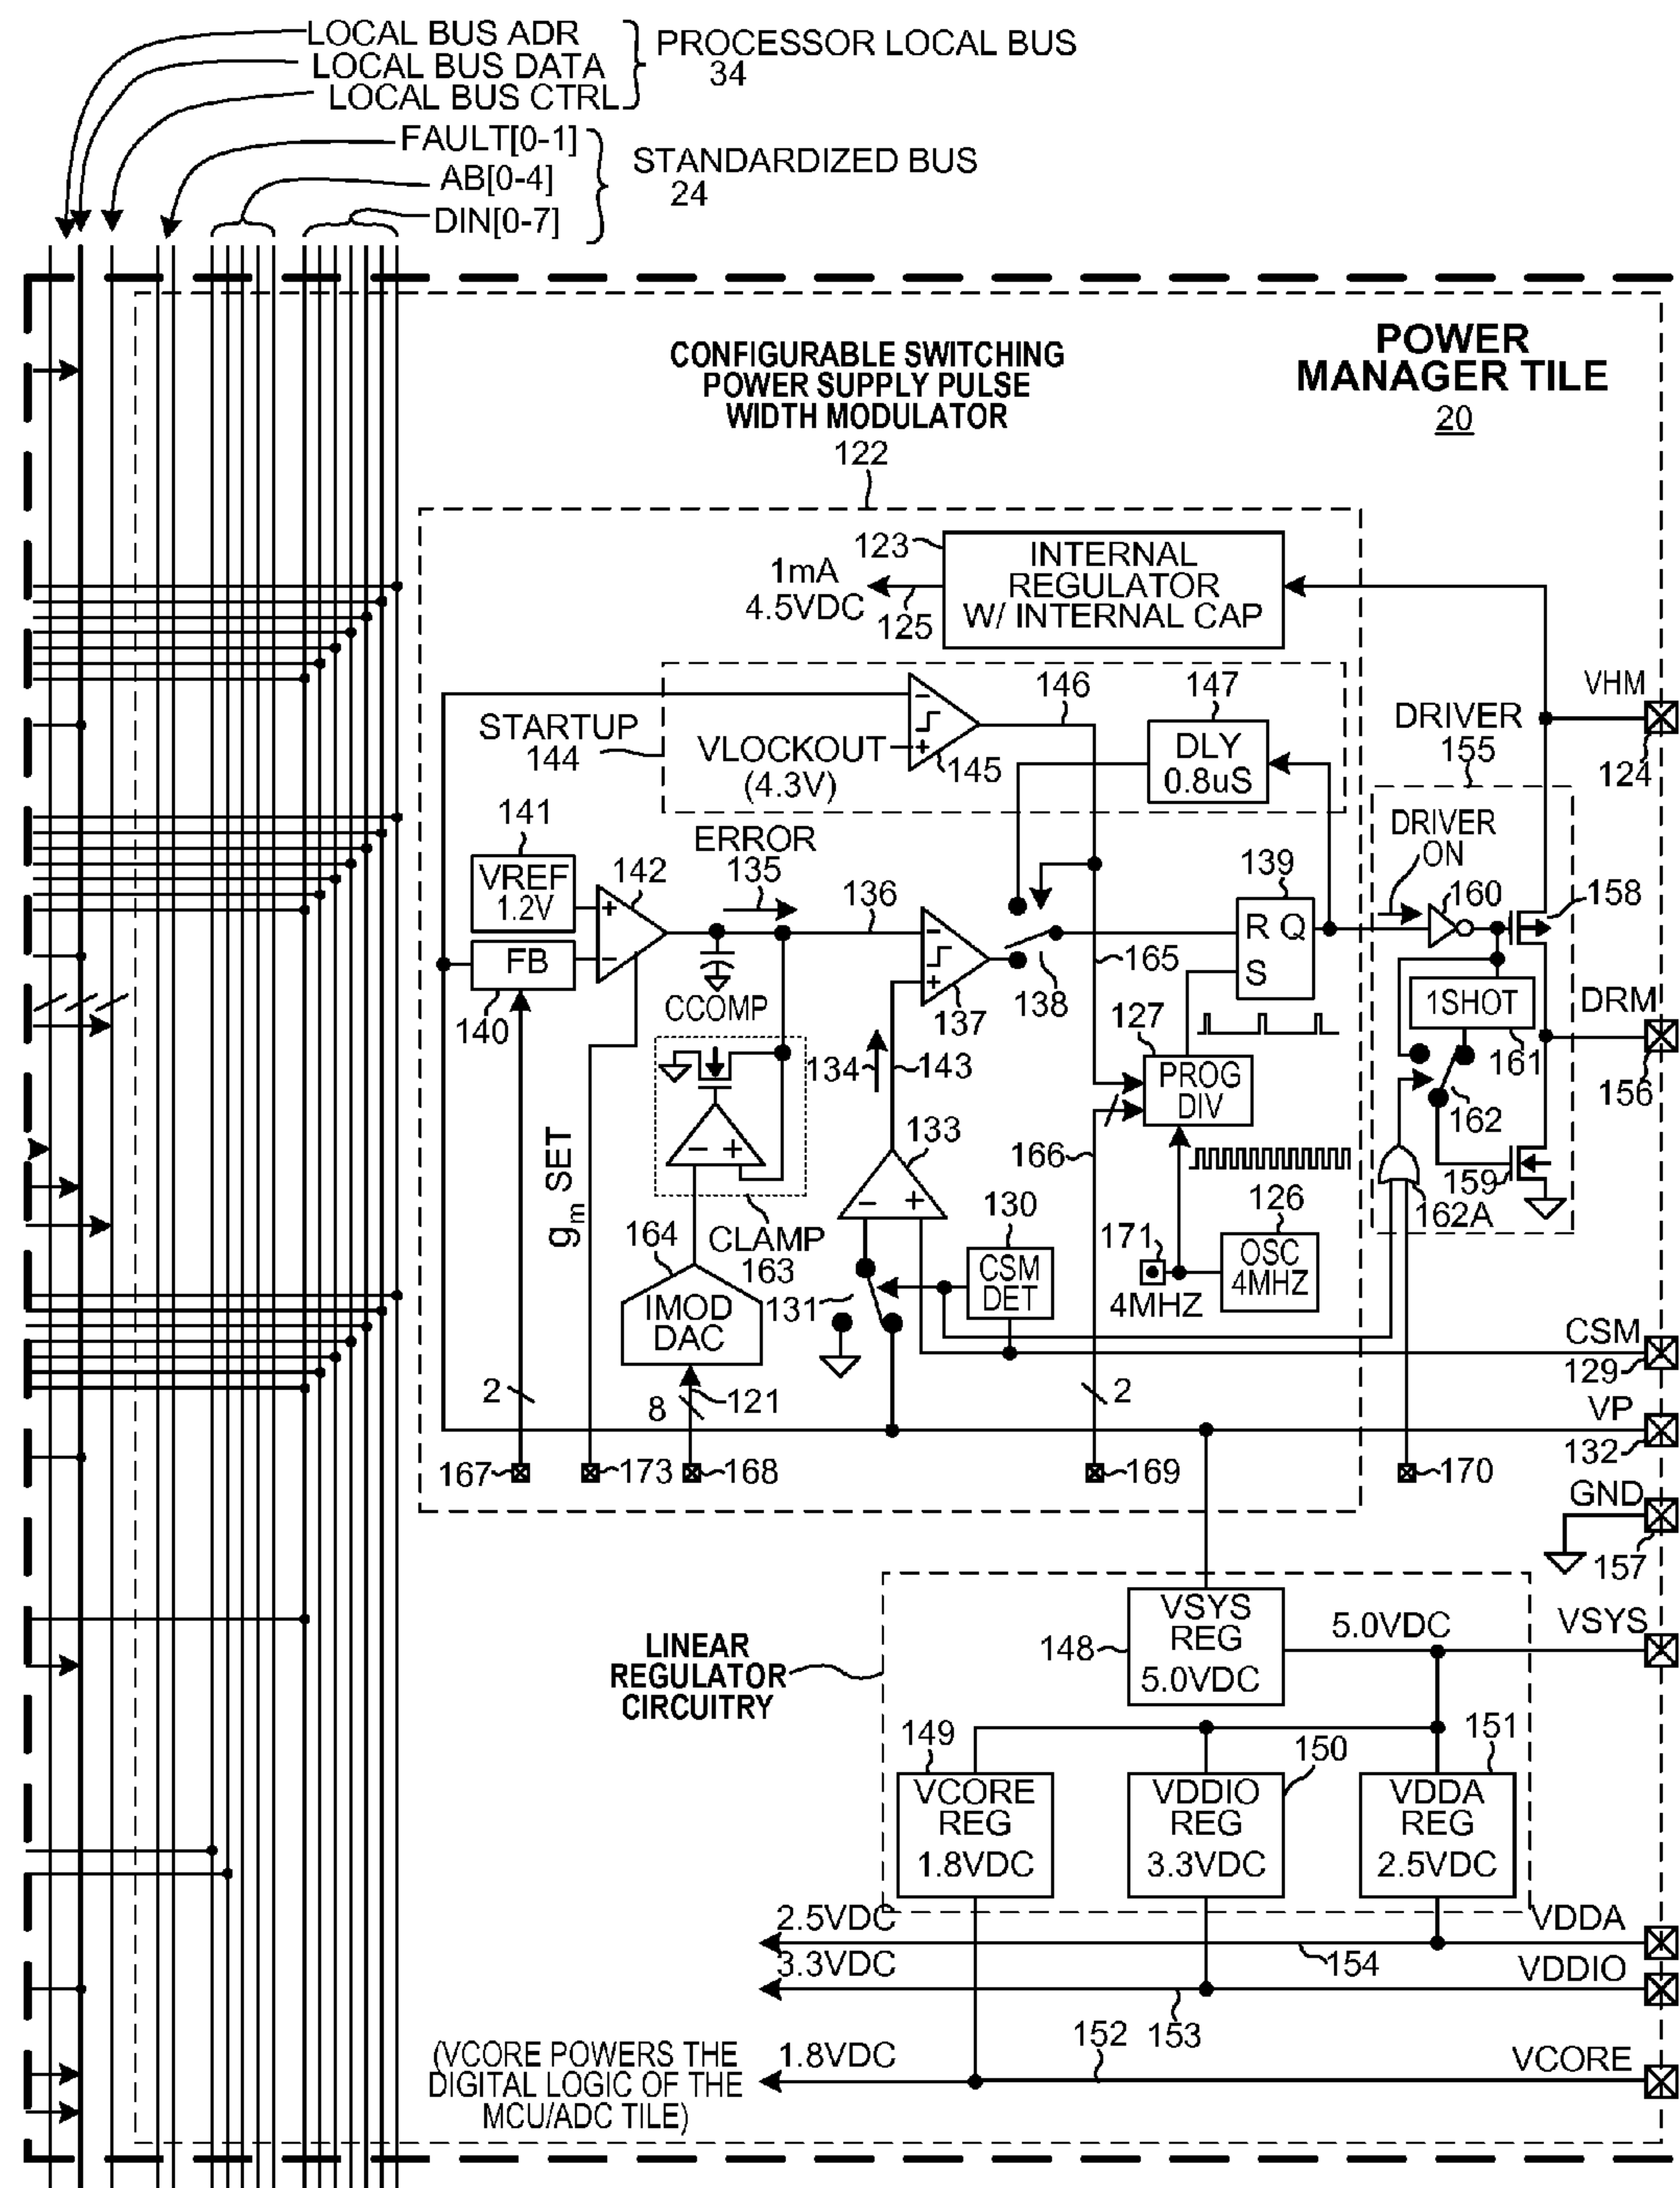 LOCAL BUS ADR
LOCAL BUS DATA
LOCAL BUS CTRL
PROCESSOR LOCAL BUS
34
FAULT[0-1]
AB[0-4]
DIN[0-7]
STANDARDIZED BUS
24
POWER
MANAGER TILE
20
CONFIGURABLE SWITCHING
POWER SUPPLY PULSE
WIDTH MODULATOR
122
123
INTERNAL
REGULATOR
W/ INTERNAL CAP
1mA
4.5VDC
125
VHM
124
STARTUP
144
VLOCKOUT
(4.3V)
145
146
147
DLY
0.8uS
DRIVER
155
DRIVER
ON
141
VREF
1.2V
142
ERROR
135
136
FB
140
CCOMP
137
138
165
139
R Q
S
160
158
1SHOT
161
162
DRM
156
134
143
127
PROG
DIV
133
166
gm SET
- +
CLAMP
163
164
IMOD
DAC
131
130
CSM
DET
171
4MHZ
126
OSC
4MHZ
159
162A
CSM
129
2
8
121
2
VP
132
167
173
168
169
170
GND
157
LINEAR
REGULATOR
CIRCUITRY
148
VSYS
REG
5.0VDC
5.0VDC
VSYS
149
VCORE
REG
1.8VDC
150
VDDIO
REG
3.3VDC
151
VDDA
REG
2.5VDC
2.5VDC
154
VDDA
3.3VDC
153
VDDIO
(VCORE POWERS THE
DIGITAL LOGIC OF THE
MCU/ADC TILE)
1.8VDC
152
VCORE